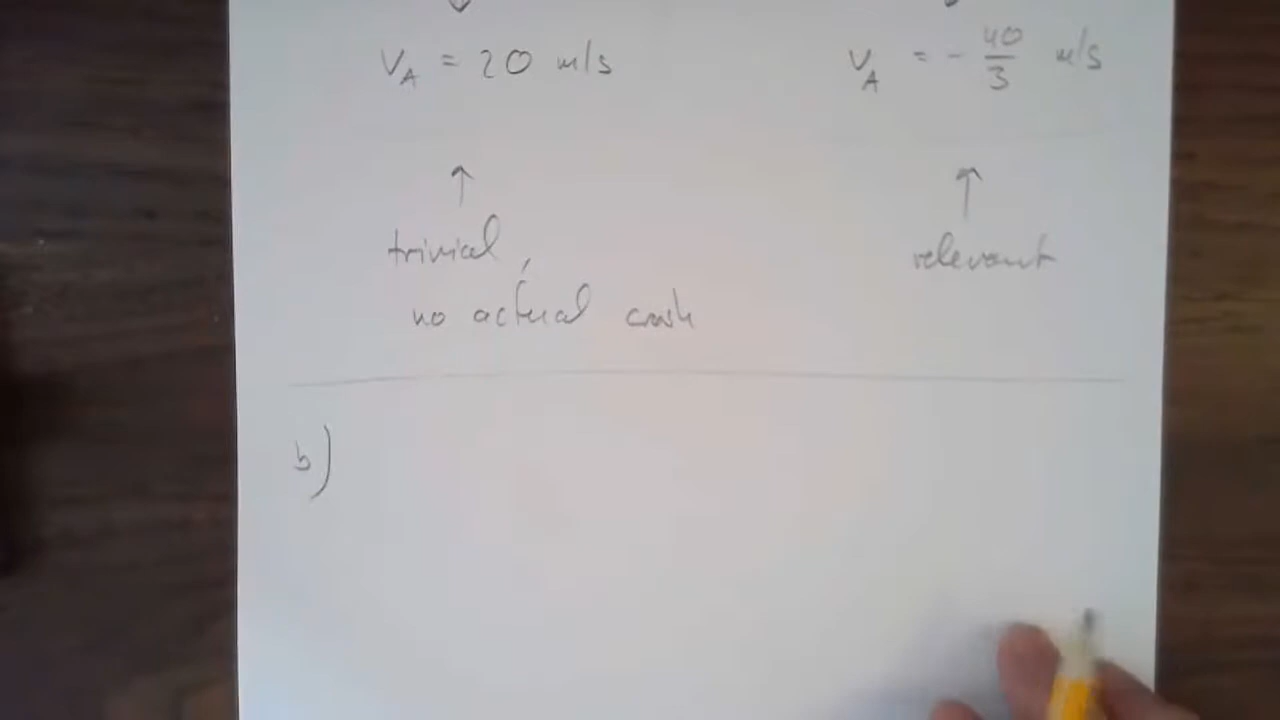 V_A = 20 m/s
V_A = - 40/3 m/s
↑
↑
trivial,
relevant
no actual crash
b)